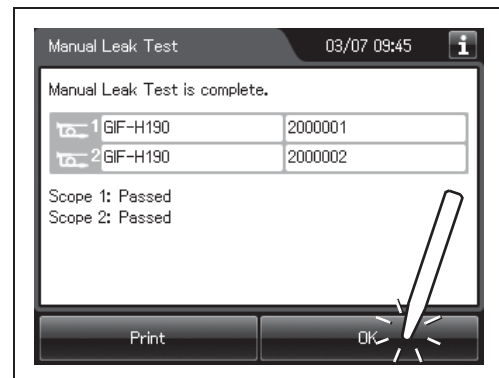 Manual Leak Test 03/07 09:45 i
Manual Leak Test is complete.
1 GIF-H190 2000001
2 GIF-H190 2000002
Scope 1: Passed
Scope 2: Passed
Print OK